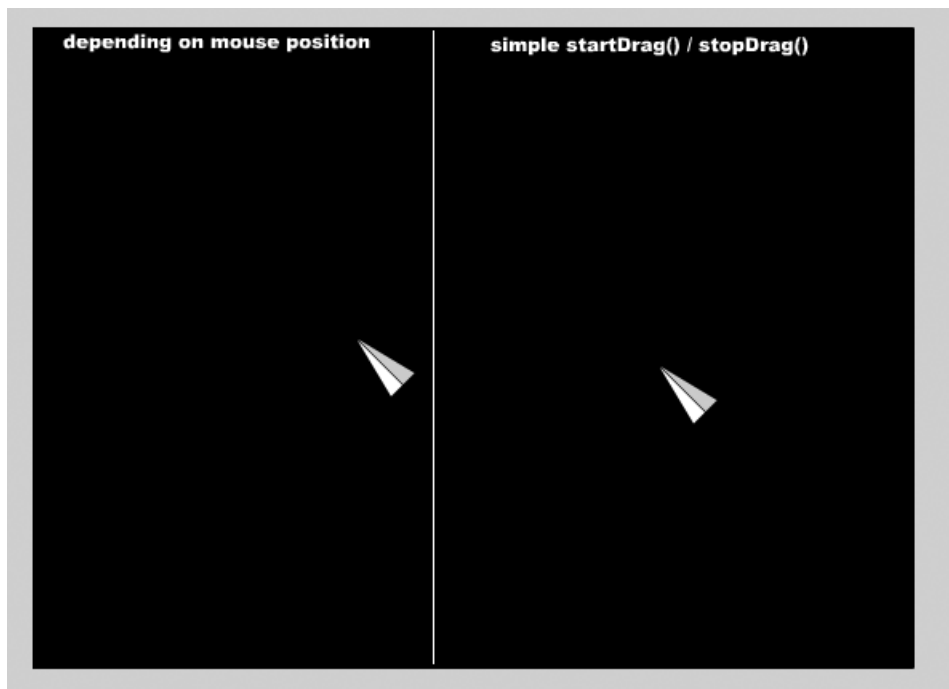 depending on mouse position
simple startDrag() / stopDrag()